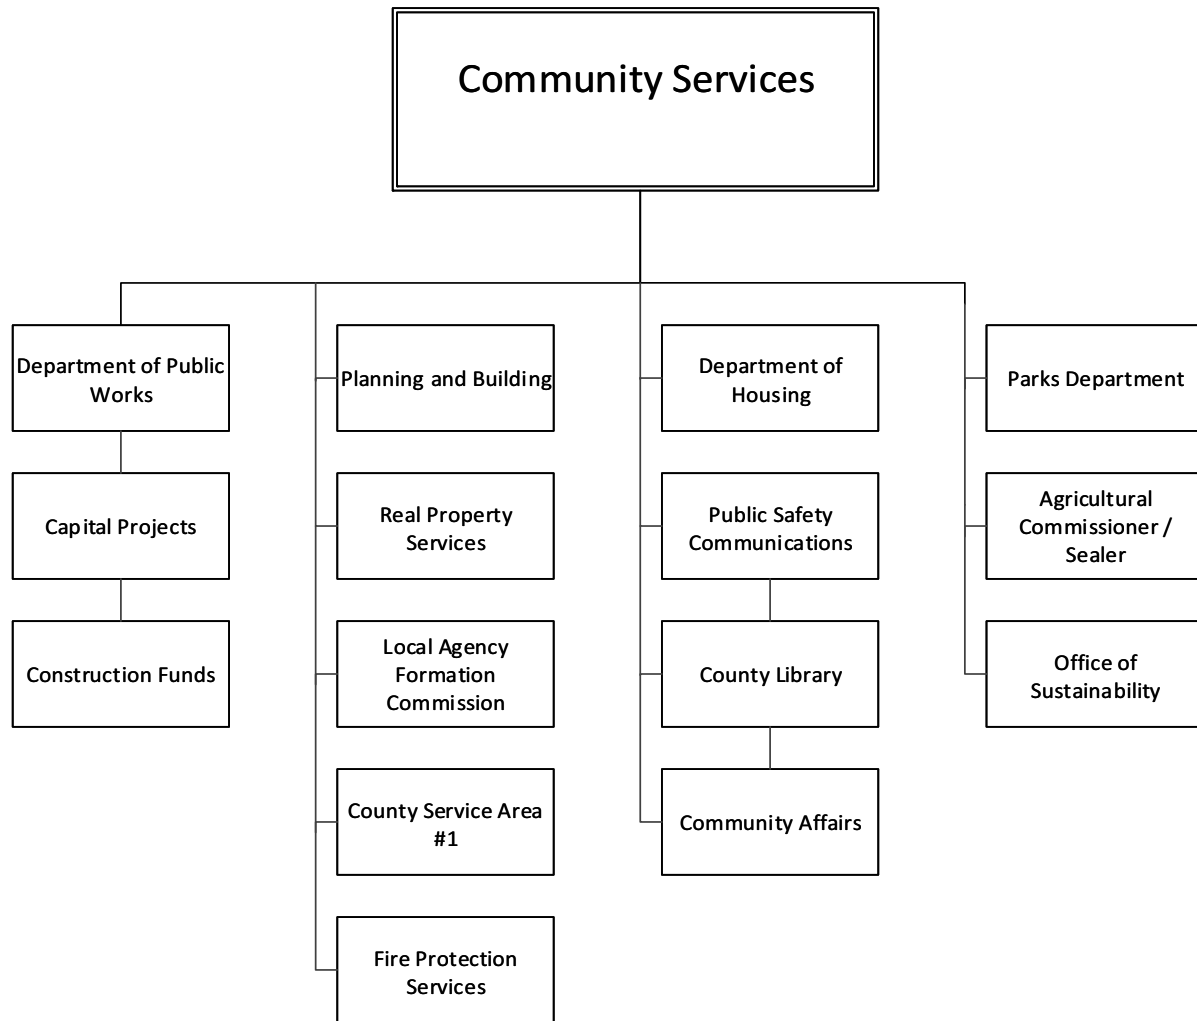 Community Services
Department of Public
Works
Capital Projects
Construction Funds
Planning and Building
Real Property
Services
Local Agency
Formation
Commission
County Service Area
#1
Fire Protection
Services
Department of
Housing
Public Safety
Communications
County Library
Community Affairs
Parks Department
Agricultural
Commissioner /
Sealer
Office of
Sustainability